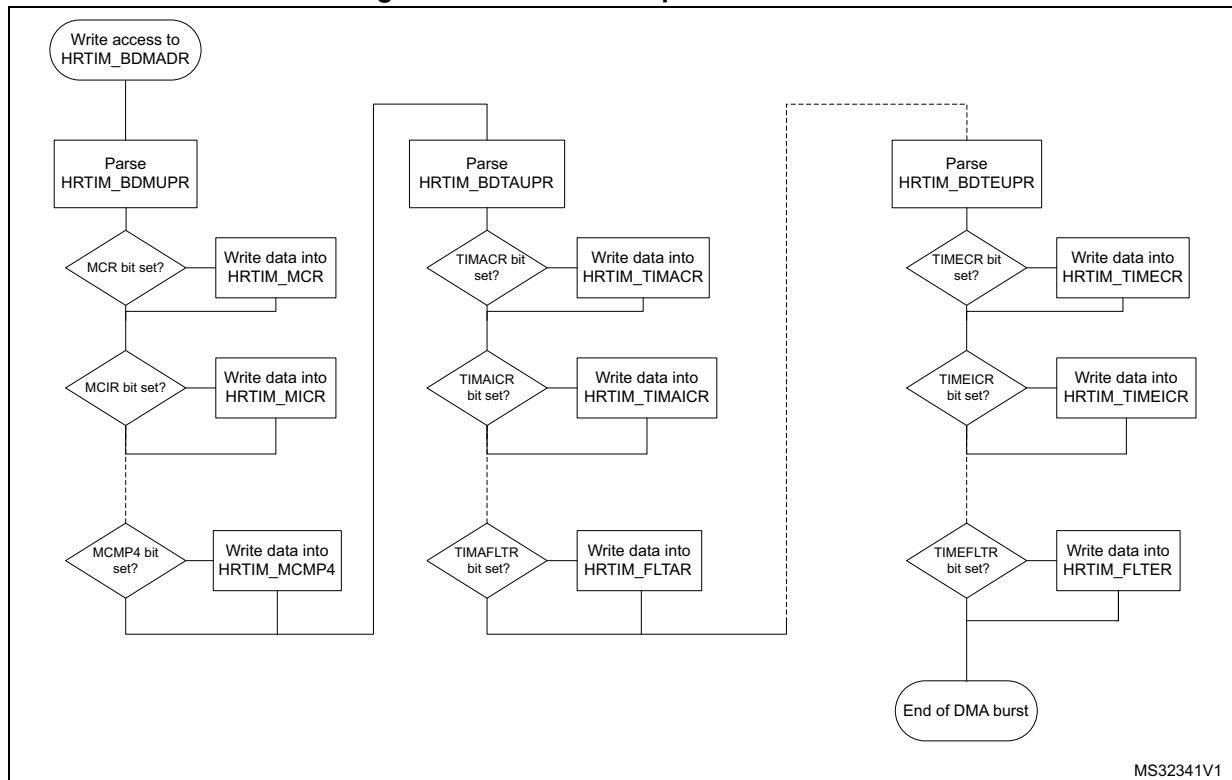 Write access to
HRTIM_BDMADR
Parse
HRTIM_BDMUPR
MCR bit set?
Write data into
HRTIM_MCR
MCIR bit set?
Write data into
HRTIM_MICR
MCMP4 bit
set?
Write data into
HRTIM_MCMP4
Parse
HRTIM_BDTAUPR
TIMACR bit
set?
Write data into
HRTIM_TIMACR
TIMAICR
bit set?
Write data into
HRTIM_TIMAICR
TIMAFLTR
bit set?
Write data into
HRTIM_FLTAR
Parse
HRTIM_BDTEUPR
TIMECR bit
set?
Write data into
HRTIM_TIMECR
TIMEICR
bit set?
Write data into
HRTIM_TIMEICR
TIMEFLTR
bit set?
Write data into
HRTIM_FLTER
End of DMA burst
MS32341V1